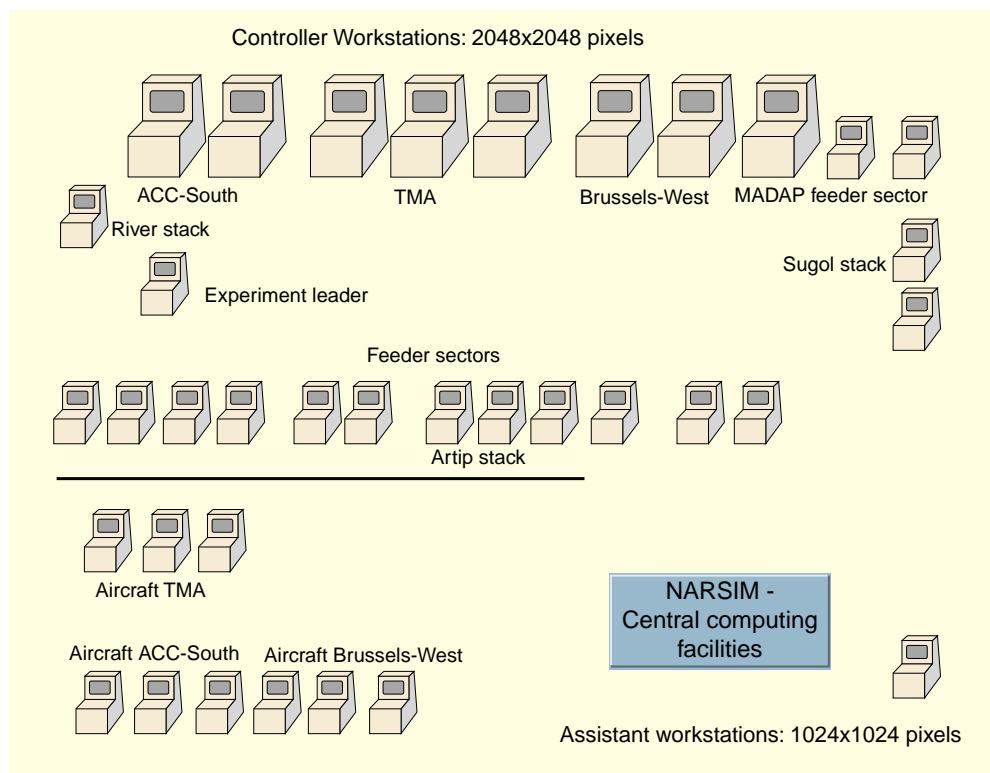 Controller Workstations: 2048x2048 pixels
ACC-South
TMA
Brussels-West
MADAP feeder sector
River stack
Sugol stack
Experiment leader
Feeder sectors
Artip stack
Aircraft TMA
NARSIM -
Central computing
facilities
Aircraft ACC-South
Aircraft Brussels-West
Assistant workstations: 1024x1024 pixels